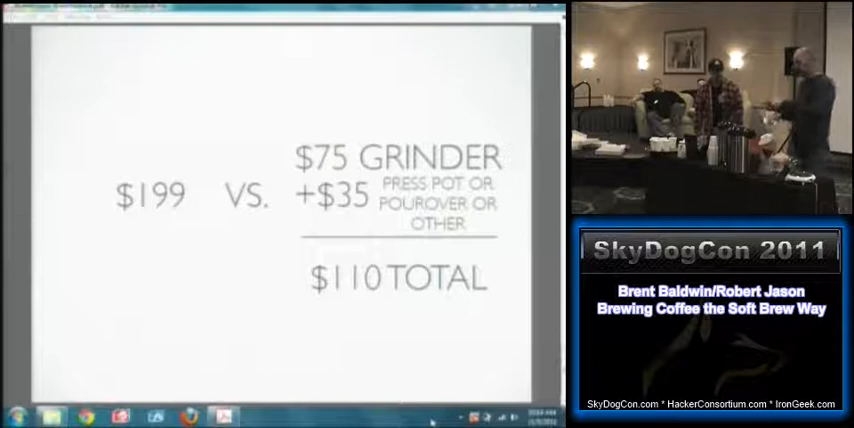 $75 GRINDER
$199 VS. +$35 PRESS POT OR
POUROVER OR
OTHER
$110 TOTAL
SkyDogCon 2011
Brent Baldwin/Robert Jason
Brewing Coffee the Soft Brew Way
SkyDogCon.com * HackerConsortium.com * IronGeek.com